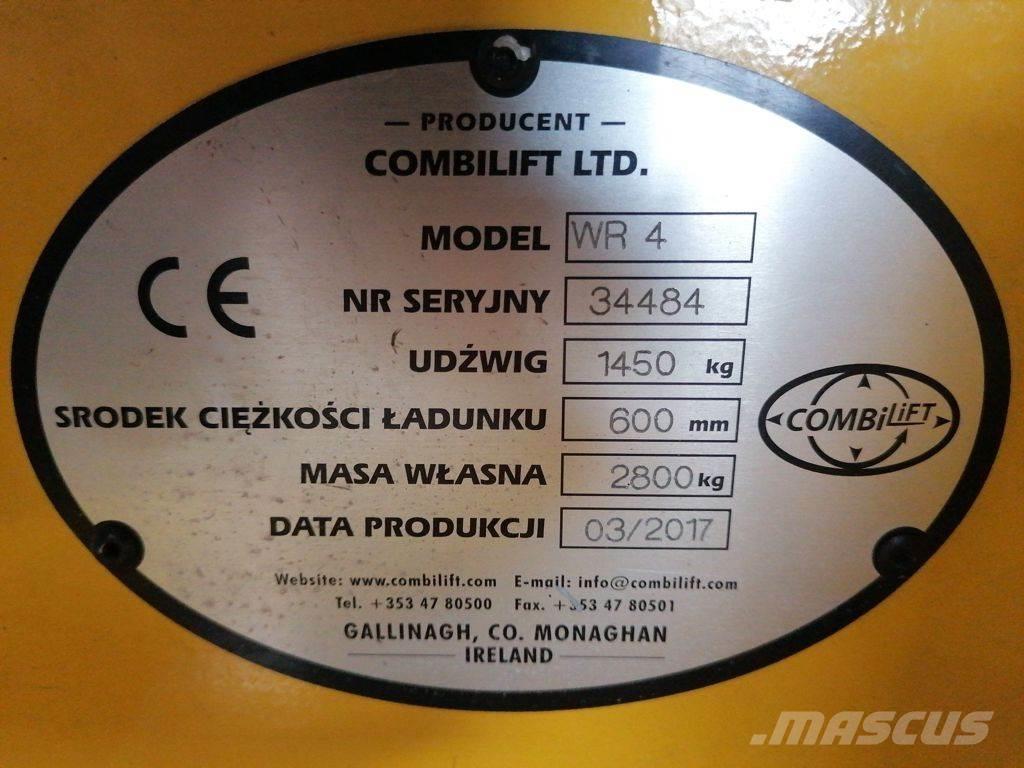 — PRODUCENT —
COMBILIFT LTD.
MODEL WR 4
CE
NR SERYJNY 34484
UDŹWIG 1450 kg
SRODEK CIĘŻKOŚCI ŁADUNKU 600 mm
COMBiLiFT
MASA WŁASNA 2800 kg
DATA PRODUKCJI 03/2017
Website: www.combilift.com E-mail: info@combilift.com
Tel. +353 47 80500 Fax. +353 47 80501
GALLINAGH, CO. MONAGHAN
IRELAND
.MASCUS